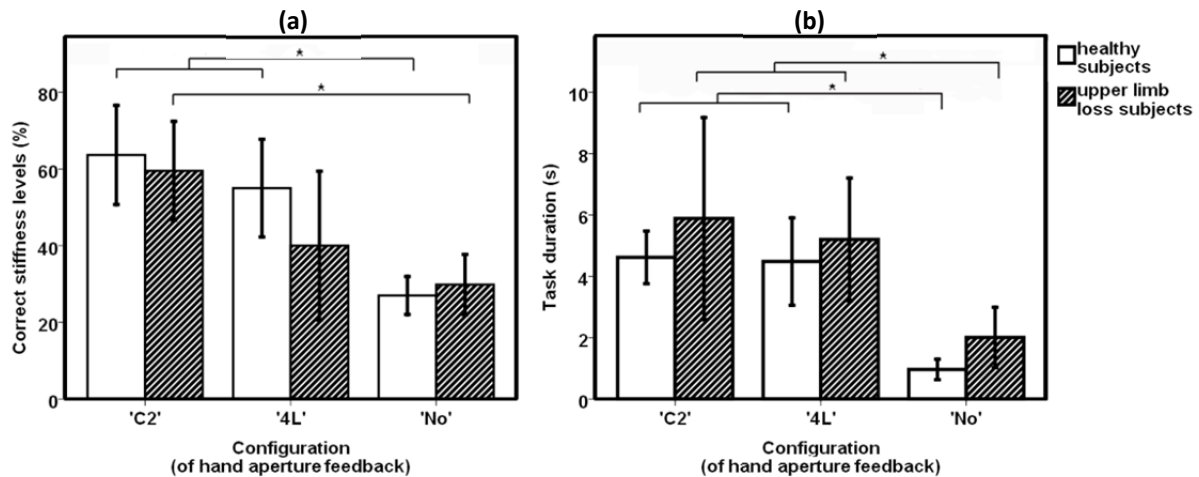 (a)
*
*
80
60
40
20
0
Correct stiffness levels (%)
'C2' '4L' 'No'
Configuration
(of hand aperture feedback)
(b)
*
*
10
8
6
4
2
0
Task duration (s)
'C2' '4L' 'No'
Configuration
(of hand aperture feedback)
healthy
subjects
upper limb
loss subjects